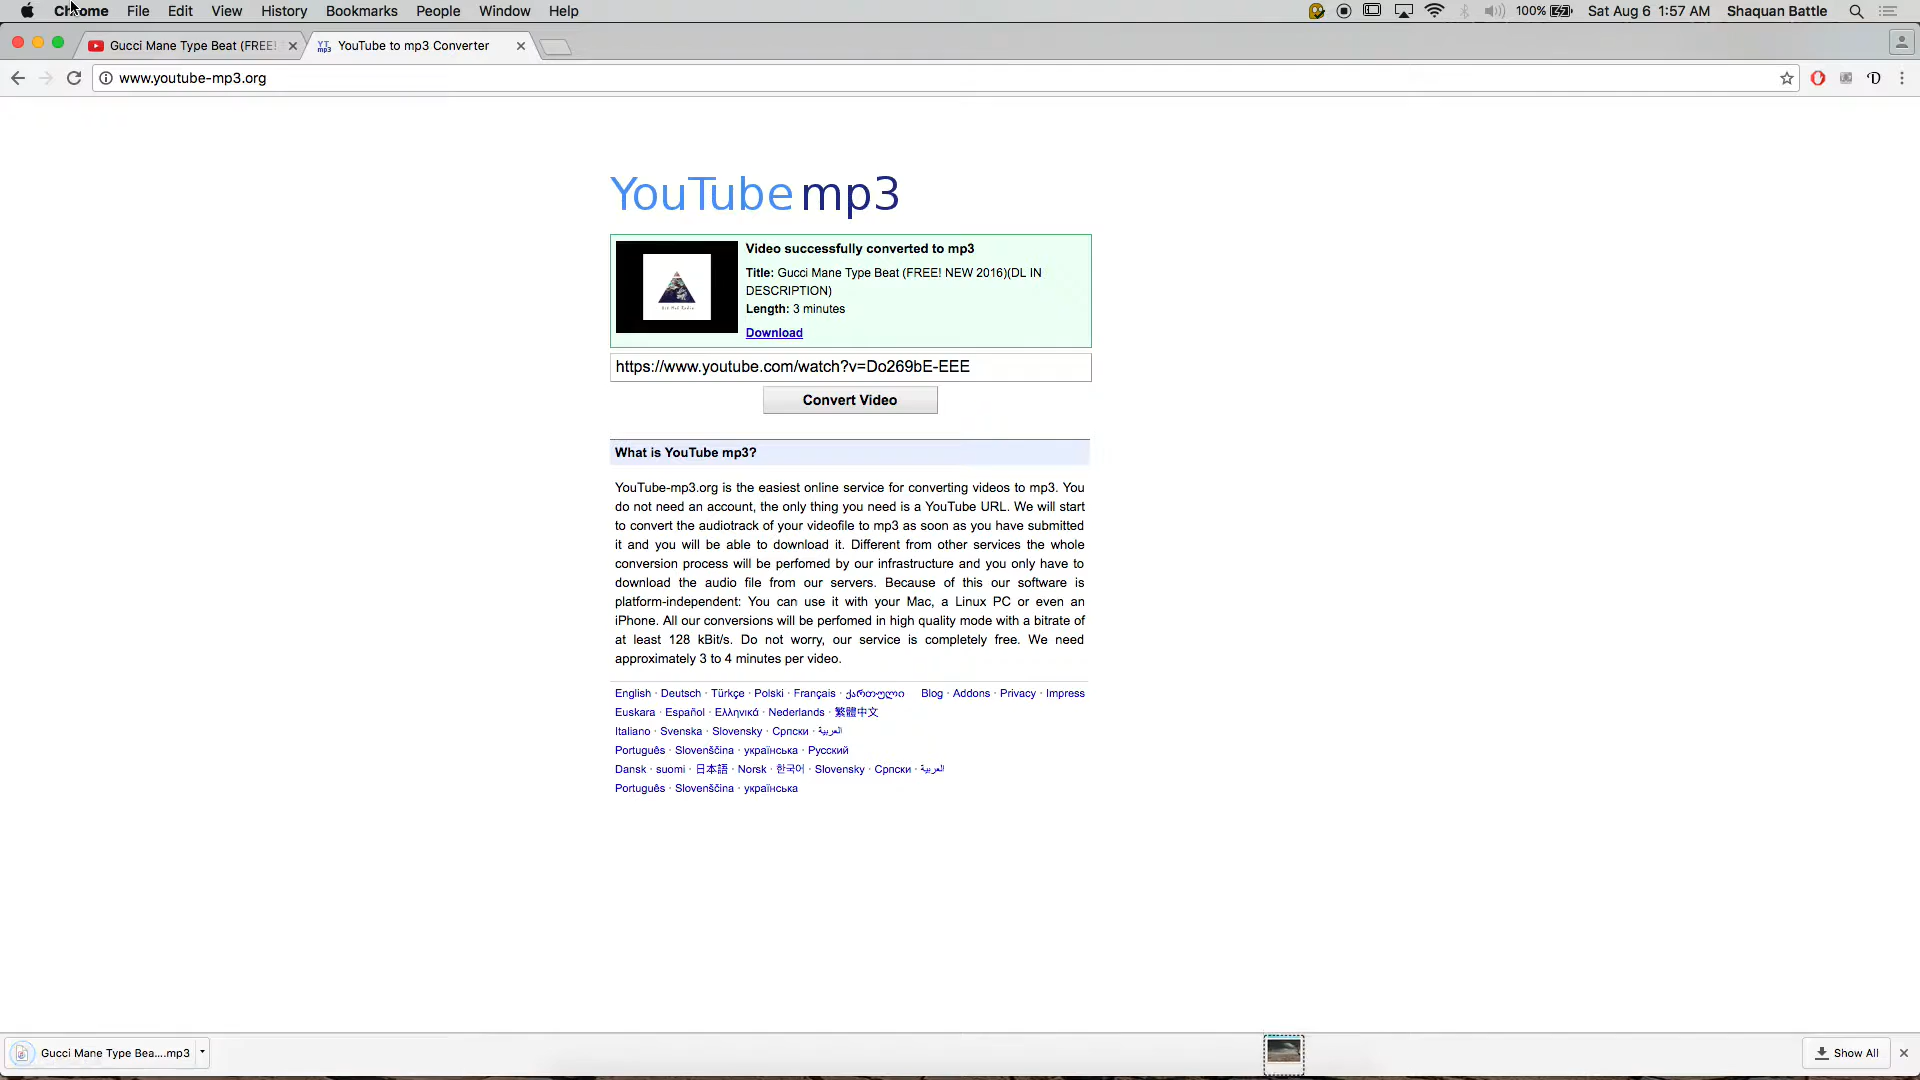 Chrome File Edit View History Bookmarks People Window Help 100% Sat Aug 6 1:57 AM Shaquan Battle
Gucci Mane Type Beat (FREE! YT mp3 YouTube to mp3 Converter
www.youtube-mp3.org
YouTube mp3
Video successfully converted to mp3
Title: Gucci Mane Type Beat (FREE! NEW 2016)(DL IN
DESCRIPTION)
Length: 3 minutes
Download
https://www.youtube.com/watch?v=Do269bE-EEE
Convert Video
What is YouTube mp3?
YouTube-mp3.org is the easiest online service for converting videos to mp3. You
do not need an account, the only thing you need is a YouTube URL. We will start
to convert the audiotrack of your videofile to mp3 as soon as you have submitted
it and you will be able to download it. Different from other services the whole
conversion process will be perfomed by our infrastructure and you only have to
download the audio file from our servers. Because of this our software is
platform-independent: You can use it with your Mac, a Linux PC or even an
iPhone. All our conversions will be perfomed in high quality mode with a bitrate of
at least 128 kBit/s. Do not worry, our service is completely free. We need
approximately 3 to 4 minutes per video.
English · Deutsch · Türkçe · Polski · Français · ქართული Blog · Addons · Privacy · Impress
Euskara · Español · Ελληνικά · Nederlands · 繁體中文
Italiano · Svenska · Slovensky · Српски · العربية
Português · Slovenščina · українська · Русский
Dansk · suomi · 日本語 · Norsk · 한국어 · Slovensky · Српски · العربية
Português · Slovenščina · українська
Gucci Mane Type Bea....mp3 Show All